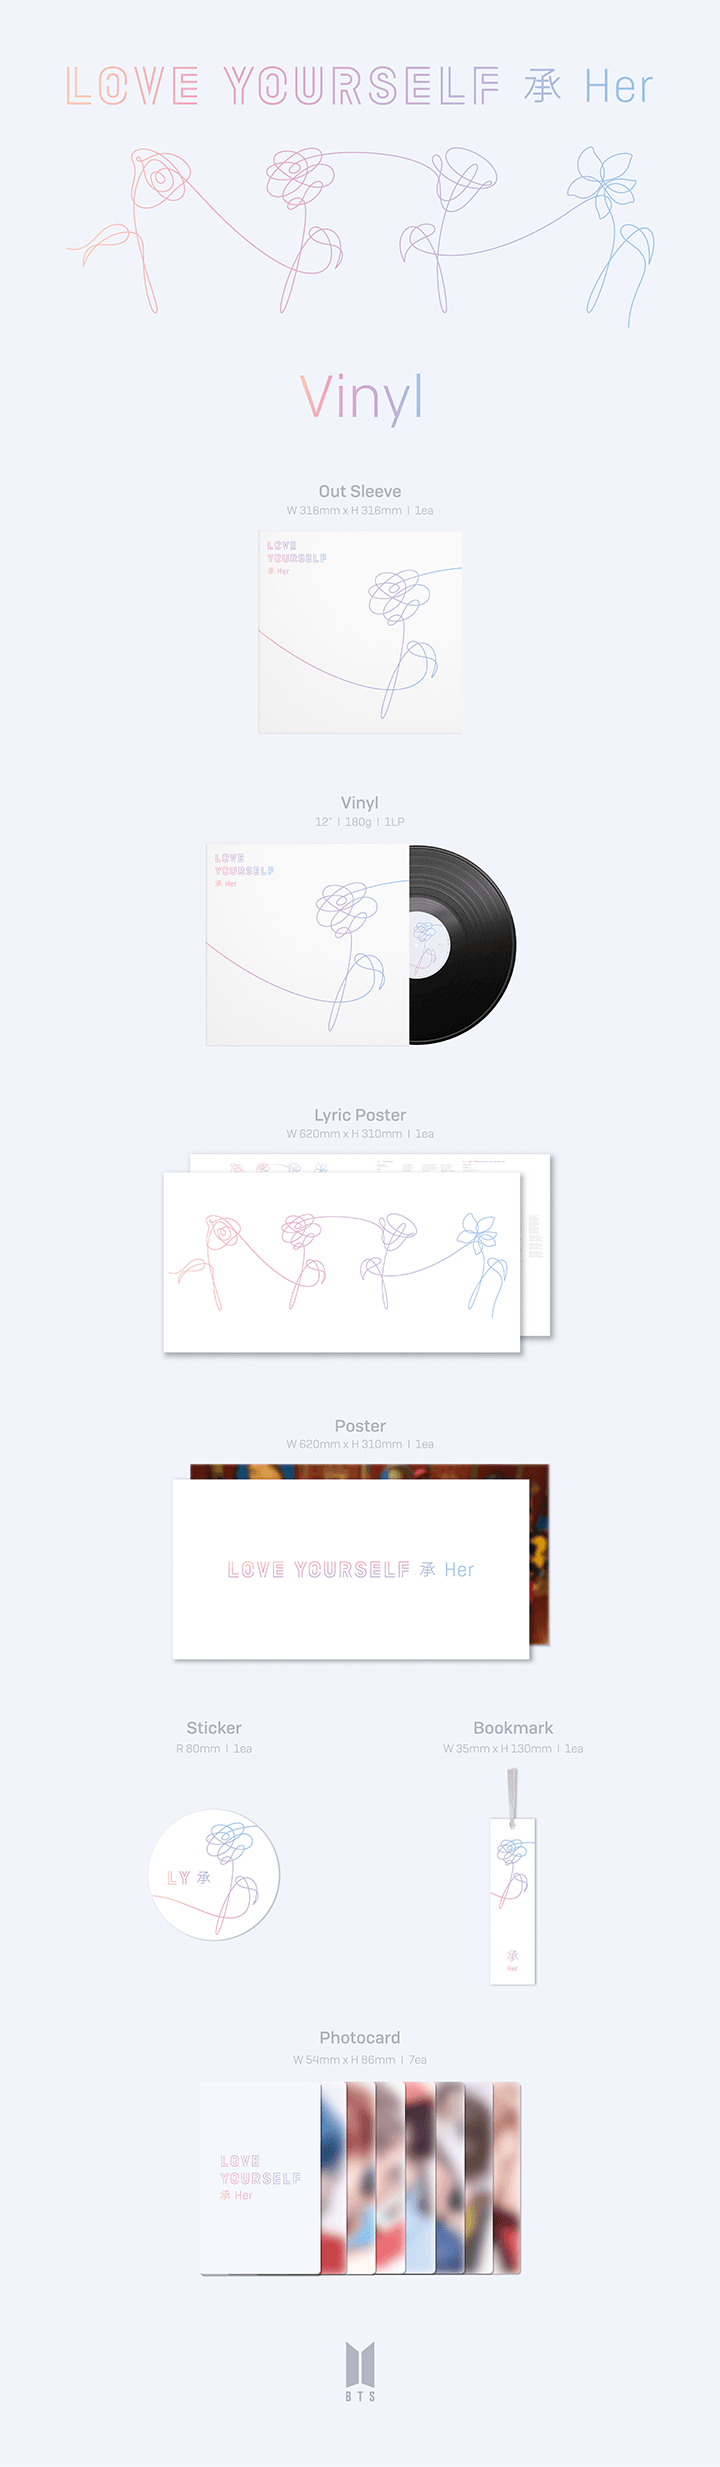 LOVE YOURSELF 承 Her
Vinyl
Out Sleeve
W 316mm x H 316mm | 1ea
LOVE
YOURSELF
承 Her
Vinyl
12" | 180g | 1LP
LOVE
YOURSELF
承 Her
Lyric Poster
W 620mm x H 310mm | 1ea
Poster
W 620mm x H 310mm | 1ea
LOVE YOURSELF 承 Her
Sticker
R 80mm | 1ea
LY 承
Bookmark
W 35mm x H 130mm | 1ea
承
Her
Photocard
W 54mm x H 86mm | 7ea
LOVE
YOURSELF
承 Her
BTS